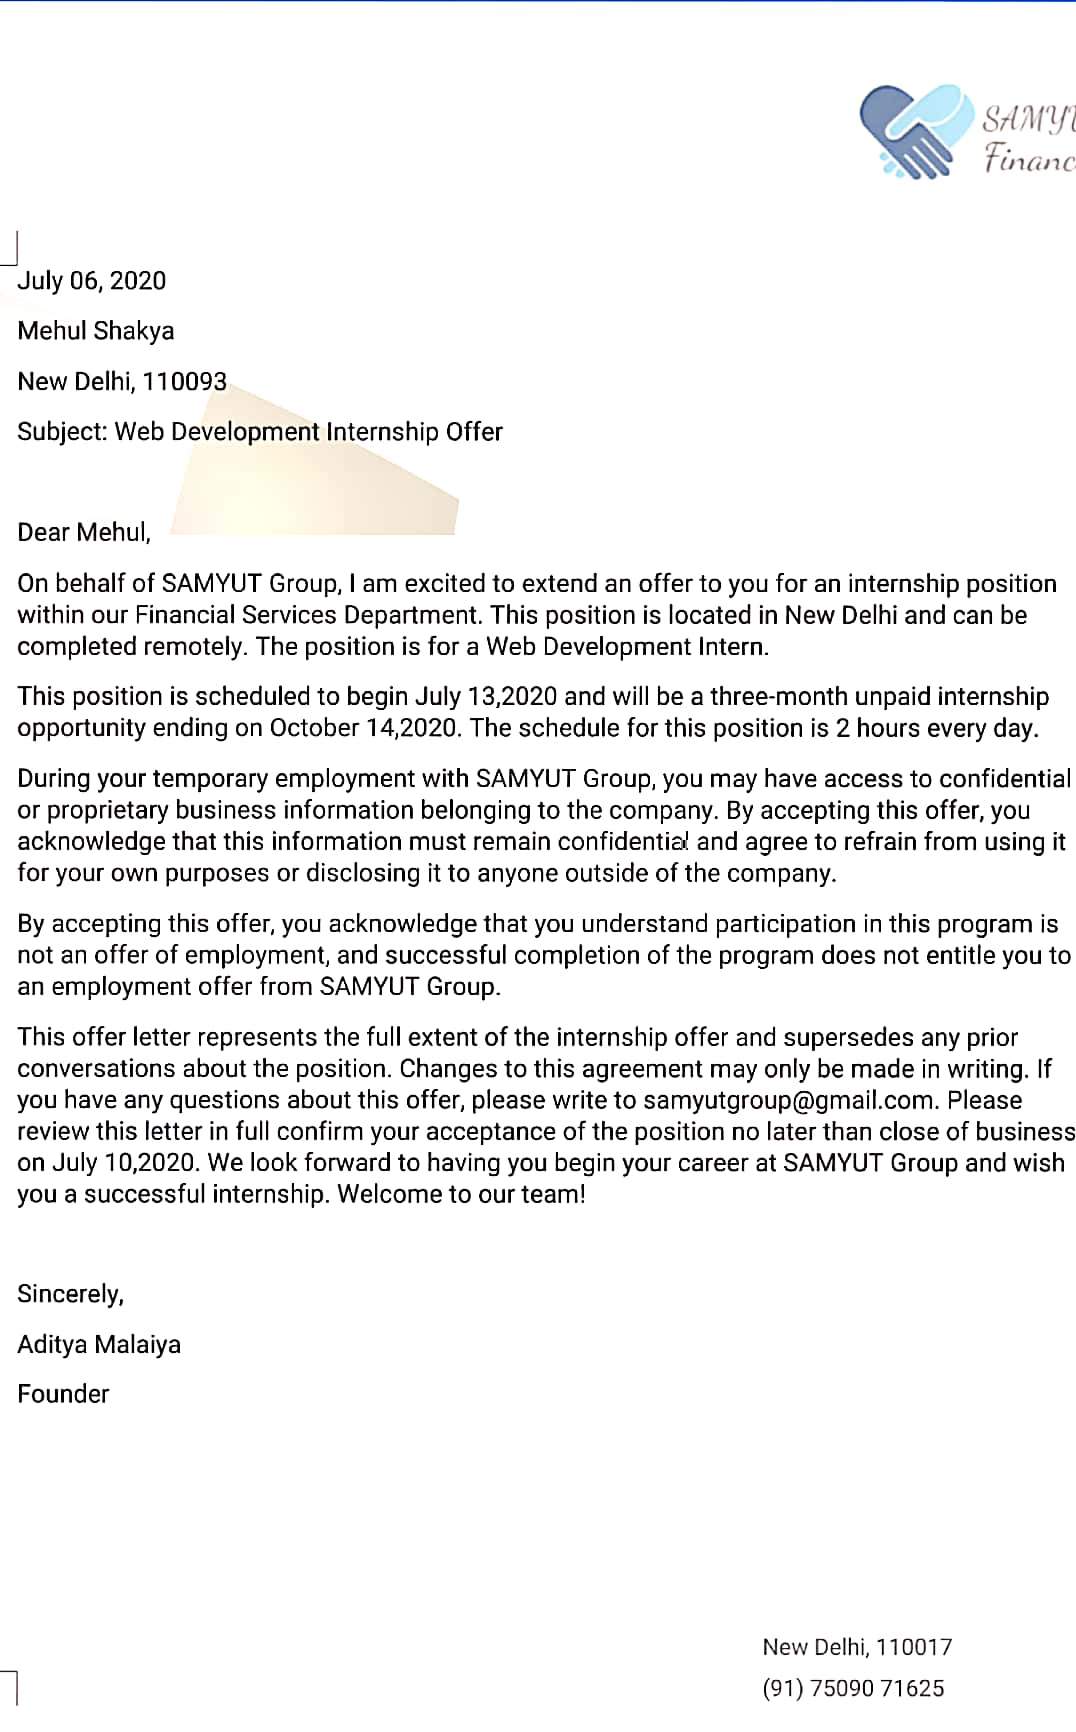 July 06, 2020
Mehul Shakya
New Delhi, 110093
Subject: Web Development Internship Offer
Dear Mehul,
On behalf of SAMYUT Group, I am excited to extend an offer to you for an internship position
within our Financial Services Department. This position is located in New Delhi and can be
completed remotely. The position is for a Web Development Intern.
This position is scheduled to begin July 13,2020 and will be a three-month unpaid internship
opportunity ending on October 14,2020. The schedule for this position is 2 hours every day.
During your temporary employment with SAMYUT Group, you may have access to confidential
or proprietary business information belonging to the company. By accepting this offer, you
acknowledge that this information must remain confidential and agree to refrain from using it
for your own purposes or disclosing it to anyone outside of the company.
By accepting this offer, you acknowledge that you understand participation in this program is
not an offer of employment, and successful completion of the program does not entitle you to
an employment offer from SAMYUT Group.
This offer letter represents the full extent of the internship offer and supersedes any prior
conversations about the position. Changes to this agreement may only be made in writing. If
you have any questions about this offer, please write to samyutgroup@gmail.com. Please
review this letter in full confirm your acceptance of the position no later than close of business
on July 10,2020. We look forward to having you begin your career at SAMYUT Group and wish
you a successful internship. Welcome to our team!
Sincerely,
Aditya Malaiya
Founder
New Delhi, 110017
(91) 75090 71625